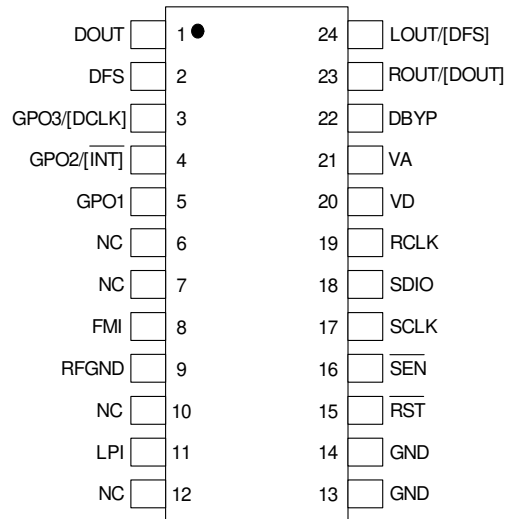 DOUT 1 24 LOUT/[DFS]
DFS 2 23 ROUT/[DOUT]
GPO3/[DCLK] 3 22 DBYP
GPO2/[INT] 4 21 VA
GPO1 5 20 VD
NC 6 19 RCLK
NC 7 18 SDIO
FMI 8 17 SCLK
RFGND 9 16 SEN
NC 10 15 RST
LPI 11 14 GND
NC 12 13 GND